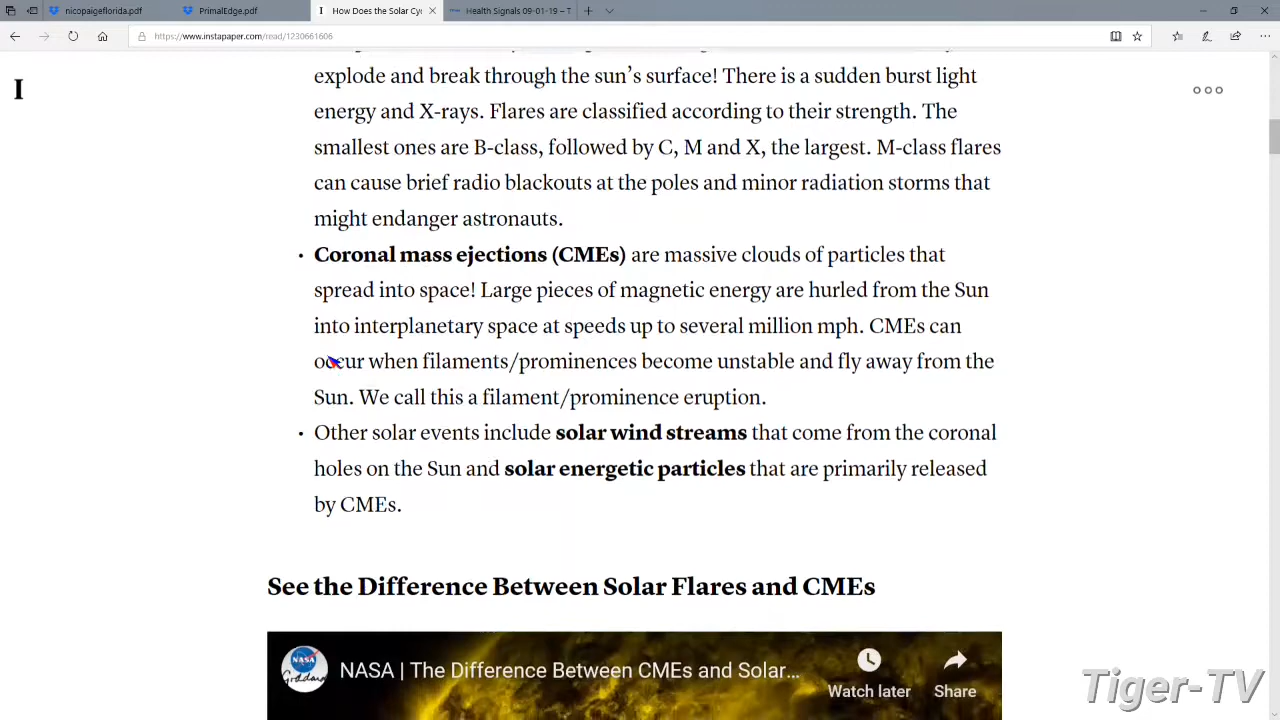 nicopaigeflorida.pdf
PrimalEdge.pdf
How Does the Solar Cy
Health Signals 09-01-19 – T
https://www.instapaper.com/read/1230661606
I
explode and break through the sun's surface! There is a sudden burst light
energy and X-rays. Flares are classified according to their strength. The
smallest ones are B-class, followed by C, M and X, the largest. M-class flares
can cause brief radio blackouts at the poles and minor radiation storms that
might endanger astronauts.
• Coronal mass ejections (CMEs) are massive clouds of particles that
spread into space! Large pieces of magnetic energy are hurled from the Sun
into interplanetary space at speeds up to several million mph. CMEs can
occur when filaments/prominences become unstable and fly away from the
Sun. We call this a filament/prominence eruption.
• Other solar events include solar wind streams that come from the coronal
holes on the Sun and solar energetic particles that are primarily released
by CMEs.
See the Difference Between Solar Flares and CMEs
NASA
Goddard
NASA | The Difference Between CMEs and Solar...
Watch later
Share
Tiger-TV